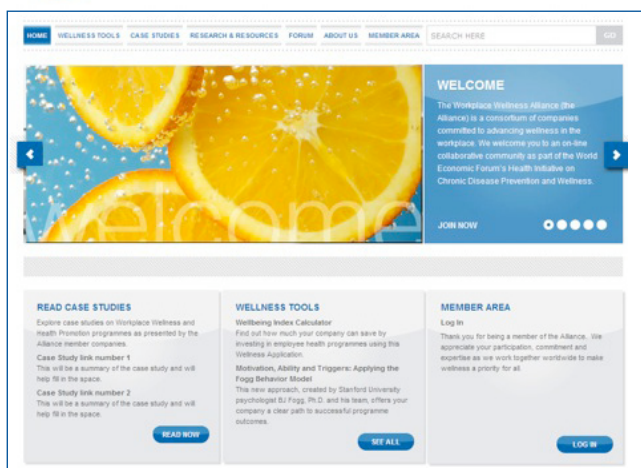 HOME WELLNESS TOOLS CASE STUDIES RESEARCH & RESOURCES FORUM ABOUT US MEMBER AREA SEARCH HERE GO
welcome
WELCOME
The Workplace Wellness Alliance (the
Alliance) is a consortium of companies
committed to advancing wellness in the
workplace. We welcome you to an on-line
collaborative community as part of the World
Economic Forum's Health Initiative on
Chronic Disease Prevention and Wellness.
JOIN NOW
READ CASE STUDIES
Explore case studies on Workplace Wellness and
Health Promotion programmes as presented by the
Alliance member companies.
Case Study link number 1
This will be a summary of the case study and will
help fill in the space.
Case Study link number 2
This will be a summary of the case study and will
help fill in the space.
READ NOW
WELLNESS TOOLS
Wellbeing Index Calculator
Find out how much your company can save by
investing in employee health programmes using this
Wellness Application.
Motivation, Ability and Triggers: Applying the
Fogg Behavior Model
This new approach, created by Stanford University
psychologist BJ Fogg, Ph.D. and his team, offers your
company a clear path to successful programme
outcomes.
SEE ALL
MEMBER AREA
Log In
Thank you for being a member of the Alliance. We
appreciate your participation, commitment and
expertise as we work together worldwide to make
wellness a priority for all.
LOG IN